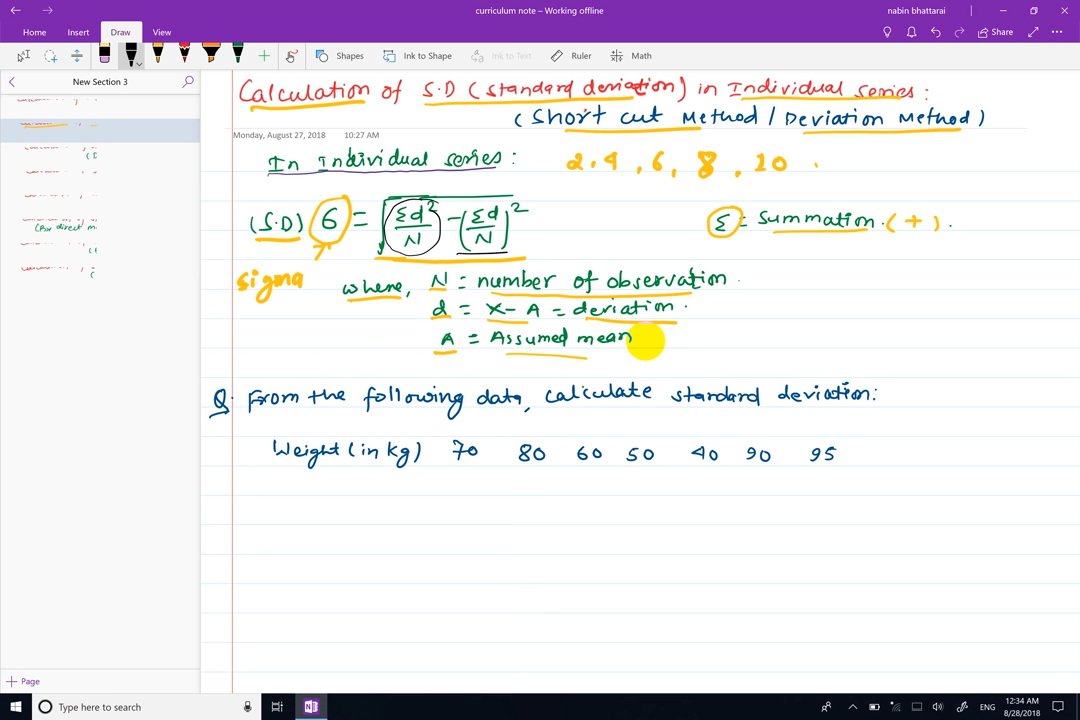 curriculum note – Working offline
nabin bhattarai
Home Insert Draw View
Share
Shapes Ink to Shape Ink to Text Ruler Math
New Section 3
Calculation of S.D (standard deviation) in Individual series:
(Short cut Method / Deviation Method)
Monday, August 27, 2018 10:27 AM
In Individual series: 2, 4, 6, 8, 10 .
(S.D) 6 = √ Σd²/N - (Σd/N)²
Σ = Summation. (+).
sigma
where, N = number of observation.
d = X- A = deviation.
A = Assumed mean
Q. From the following data, calculate standard deviation:
Weight (in kg) 70 80 60 50 40 90 95
(For direct m
Page
Type here to search
ENG
12:34 AM
8/28/2018